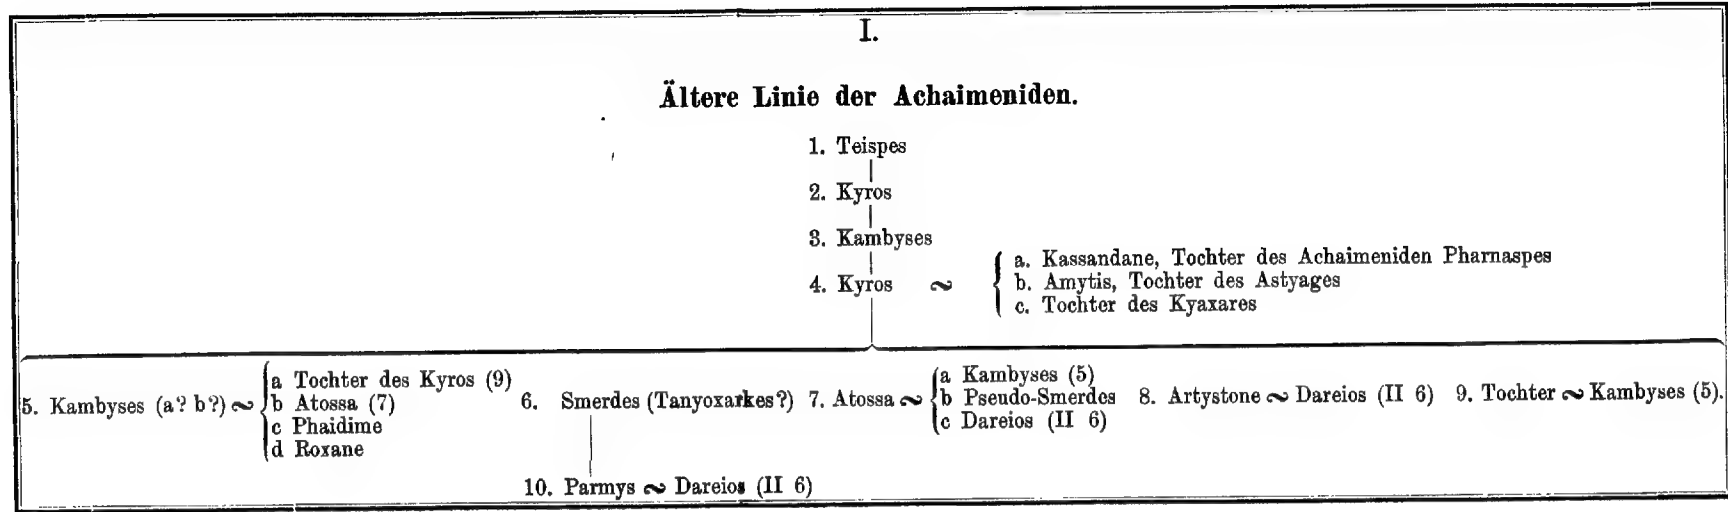 I.
Ältere Linie der Achaimeniden.
1. Teispes
2. Kyros
3. Kambyses
4. Kyros ∾
a. Kassandane, Tochter des Achaimeniden Pharnaspes
b. Amytis, Tochter des Astyages
c. Tochter des Kyaxares
5. Kambyses (a? b?) ∾
a Tochter des Kyros (9)
b Atossa (7)
c Phaidime
d Roxane
6. Smerdes (Tanyoxarkes?)
7. Atossa ∾
a Kambyses (5)
b Pseudo-Smerdes
c Dareios (II 6)
8. Artystone ∾ Dareios (II 6)
9. Tochter ∾ Kambyses (5).
10. Parmys ∾ Dareios (II 6)